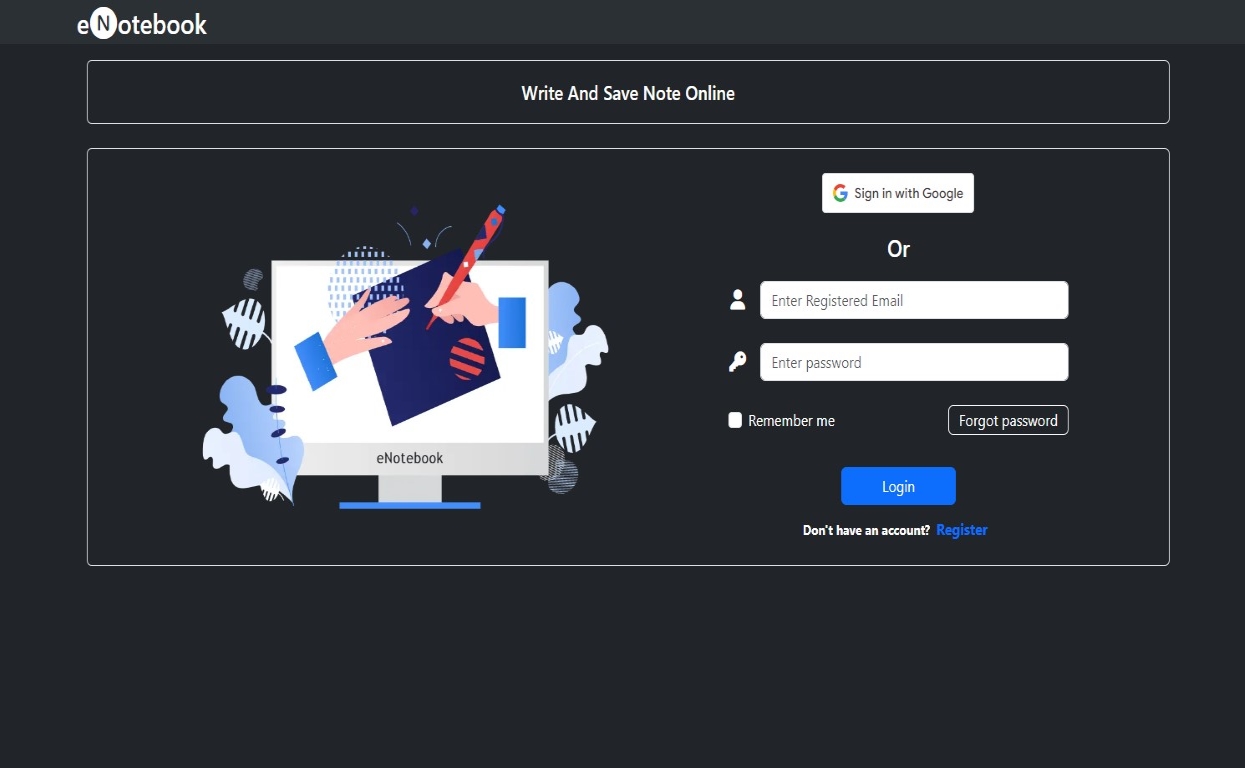 eNotebook
Write And Save Note Online
eNotebook
Sign in with Google
Or
Enter Registered Email
Enter password
Remember me
Forgot password
Login
Don't have an account? Register